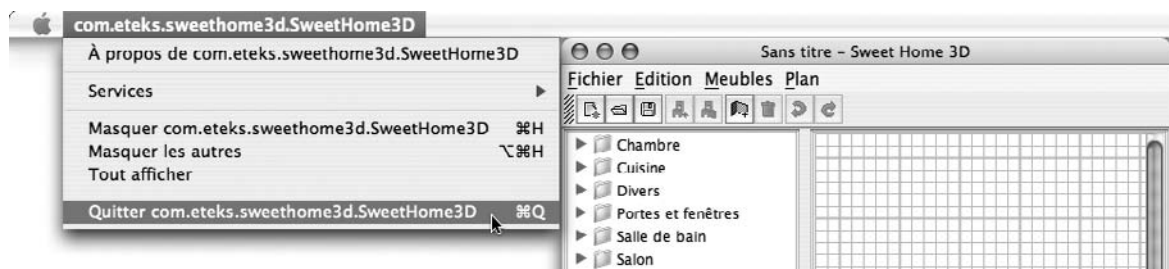 com.eteks.sweethome3d.SweetHome3D
À propos de com.eteks.sweethome3d.SweetHome3D
Services
Masquer com.eteks.sweethome3d.SweetHome3D ⌘H
Masquer les autres ⌥⌘H
Tout afficher
Quitter com.eteks.sweethome3d.SweetHome3D ⌘Q
Sans titre – Sweet Home 3D
Fichier Edition Meubles Plan
Chambre
Cuisine
Divers
Portes et fenêtres
Salle de bain
Salon